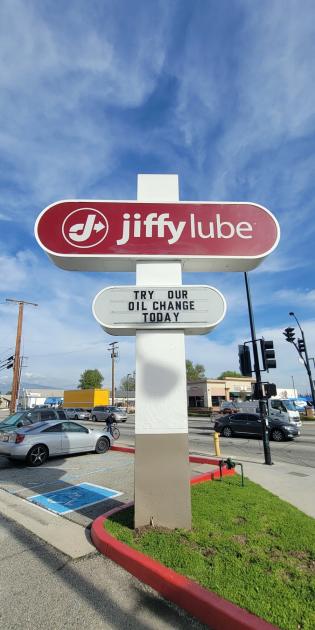 jiffy lube
TRY OUR
OIL CHANGE
TODAY